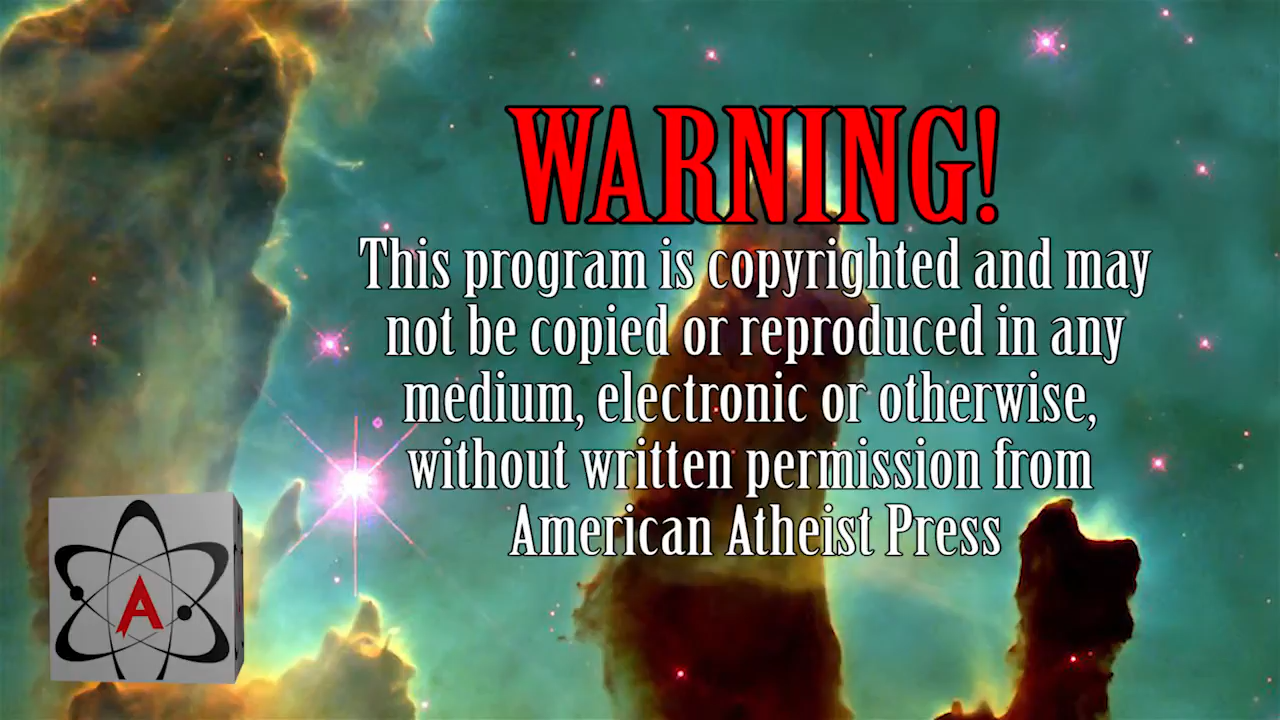 WARNING!
This program is copyrighted and may
not be copied or reproduced in any
medium, electronic or otherwise,
without written permission from
American Atheist Press
A